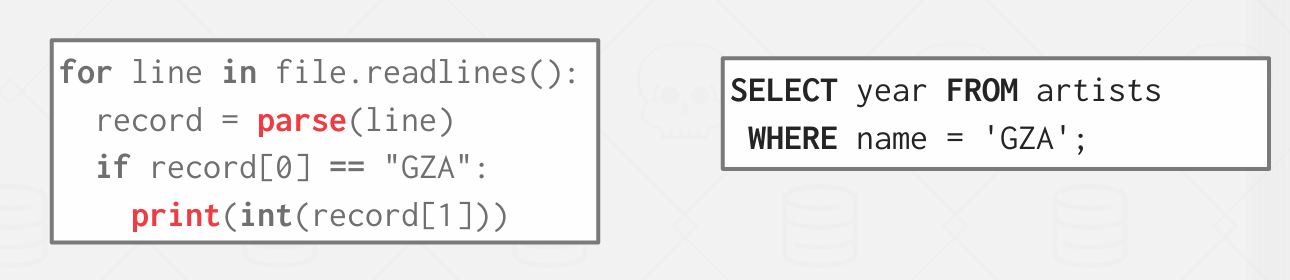 for line in file.readlines():
  record = parse(line)
  if record[0] == "GZA":
    print(int(record[1]))
SELECT year FROM artists
 WHERE name = 'GZA';